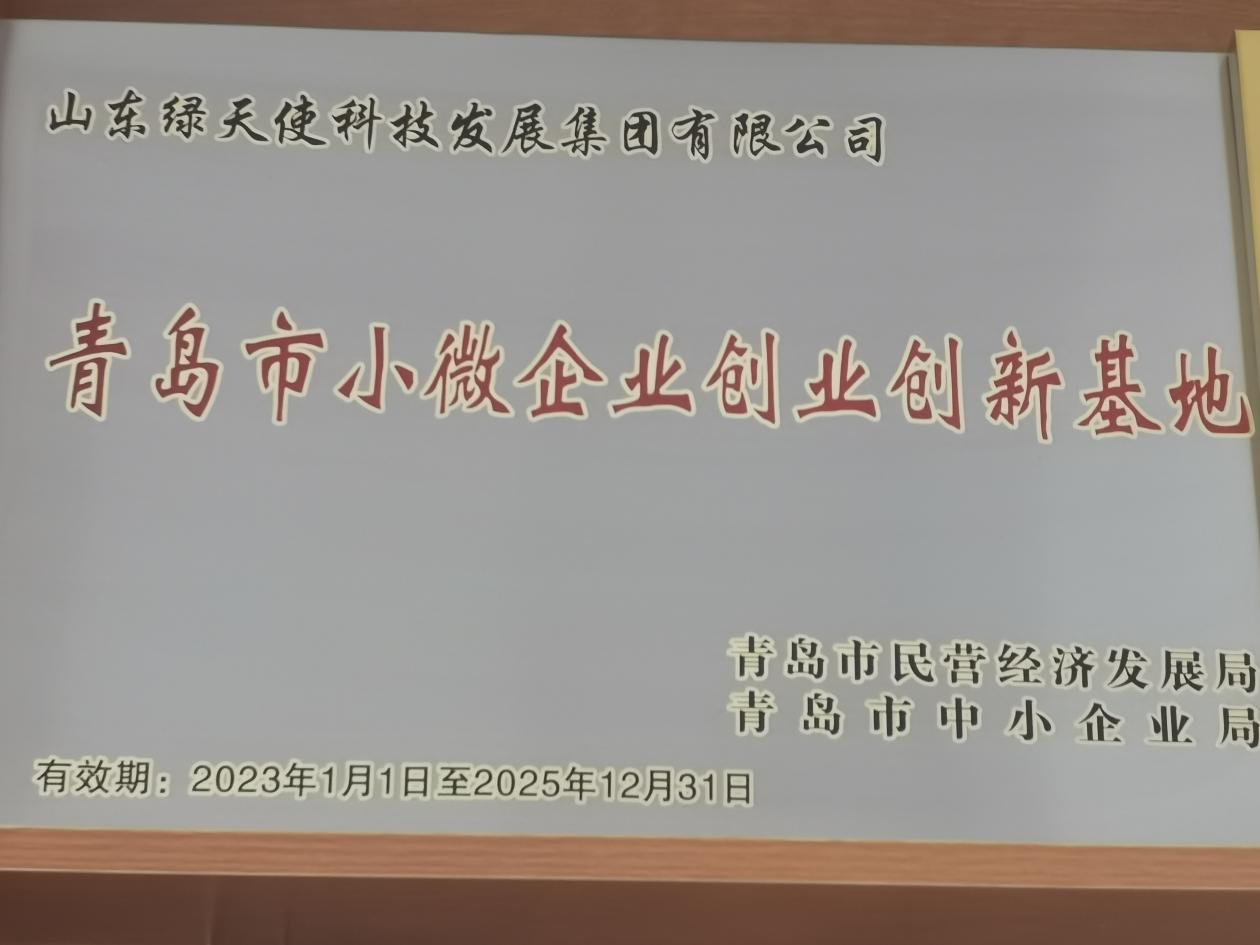 山东绿天使科技发展集团有限公司
青岛市小微企业创业创新基地
青岛市民营经济发展局
青岛市中小企业局
有效期：2023年1月1日至2025年12月31日